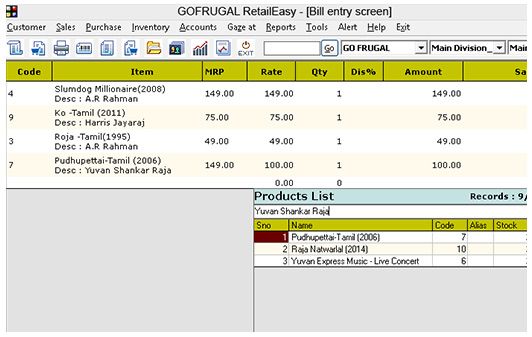 GOFRUGAL RetailEasy - [Bill entry screen]
Customer Sales Purchase Inventory Accounts Gaze at Reports Tools Alert Help Exit
EXIT Go GO FRUGAL Main Division_ Main
Code Item MRP Rate Qty Dis% Amount Sa
4 Slumdog Millionaire(2008) 149.00 149.00 1 149.00
Desc : A.R Rahman
9 Ko -Tamil (2011) 75.00 75.00 1 75.00
Desc : Harris Jayaraj
3 Roja -Tamil(1995) 49.00 49.00 1 49.00
Desc : A.R Rahman
7 Pudhupettai-Tamil (2006) 149.00 100.00 1 100.00
Desc : Yuvan Shankar Raja
0.00 0
Products List Records : 9/
Yuvan Shankar Raja
Sno Name Code Alias Stock
1 Pudhupettai-Tamil (2006) 7
2 Raja Natwarlal (2014) 10
3 Yuvan Express Music - Live Concert 6